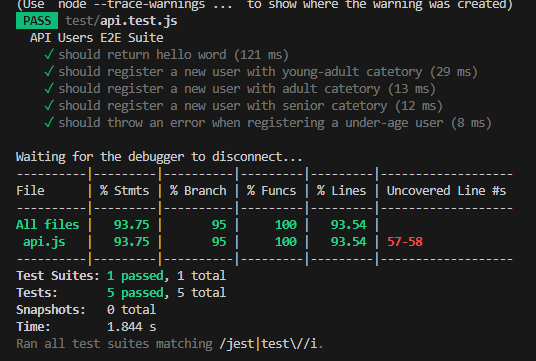 (Use `node --trace-warnings ...` to show where the warning was created)
PASS test/api.test.js
API Users E2E Suite
✓ should return hello word (121 ms)
✓ should register a new user with young-adult catetory (29 ms)
✓ should register a new user with adult catetory (13 ms)
✓ should register a new user with senior catetory (12 ms)
✓ should throw an error when registering a under-age user (8 ms)
Waiting for the debugger to disconnect...
----------|---------|----------|---------|---------|-------------------
File      | % Stmts | % Branch | % Funcs | % Lines | Uncovered Line #s
----------|---------|----------|---------|---------|-------------------
All files |   93.75 |       95 |     100 |   93.54 |
 api.js   |   93.75 |       95 |     100 |   93.54 | 57-58
----------|---------|----------|---------|---------|-------------------
Test Suites: 1 passed, 1 total
Tests:       5 passed, 5 total
Snapshots:   0 total
Time:        1.844 s
Ran all test suites matching /jest|test\//i.